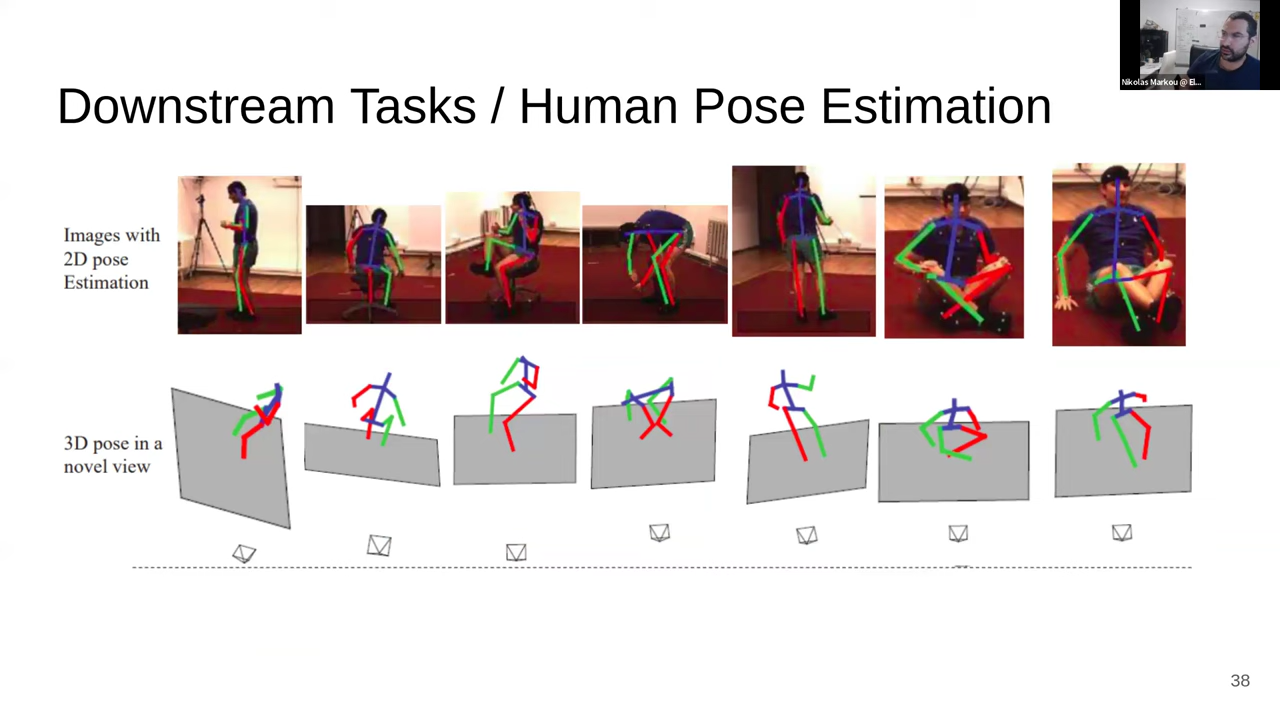 Nikolas Markou @ El...
Downstream Tasks / Human Pose Estimation
Images with
2D pose
Estimation
3D pose in a
novel view
38